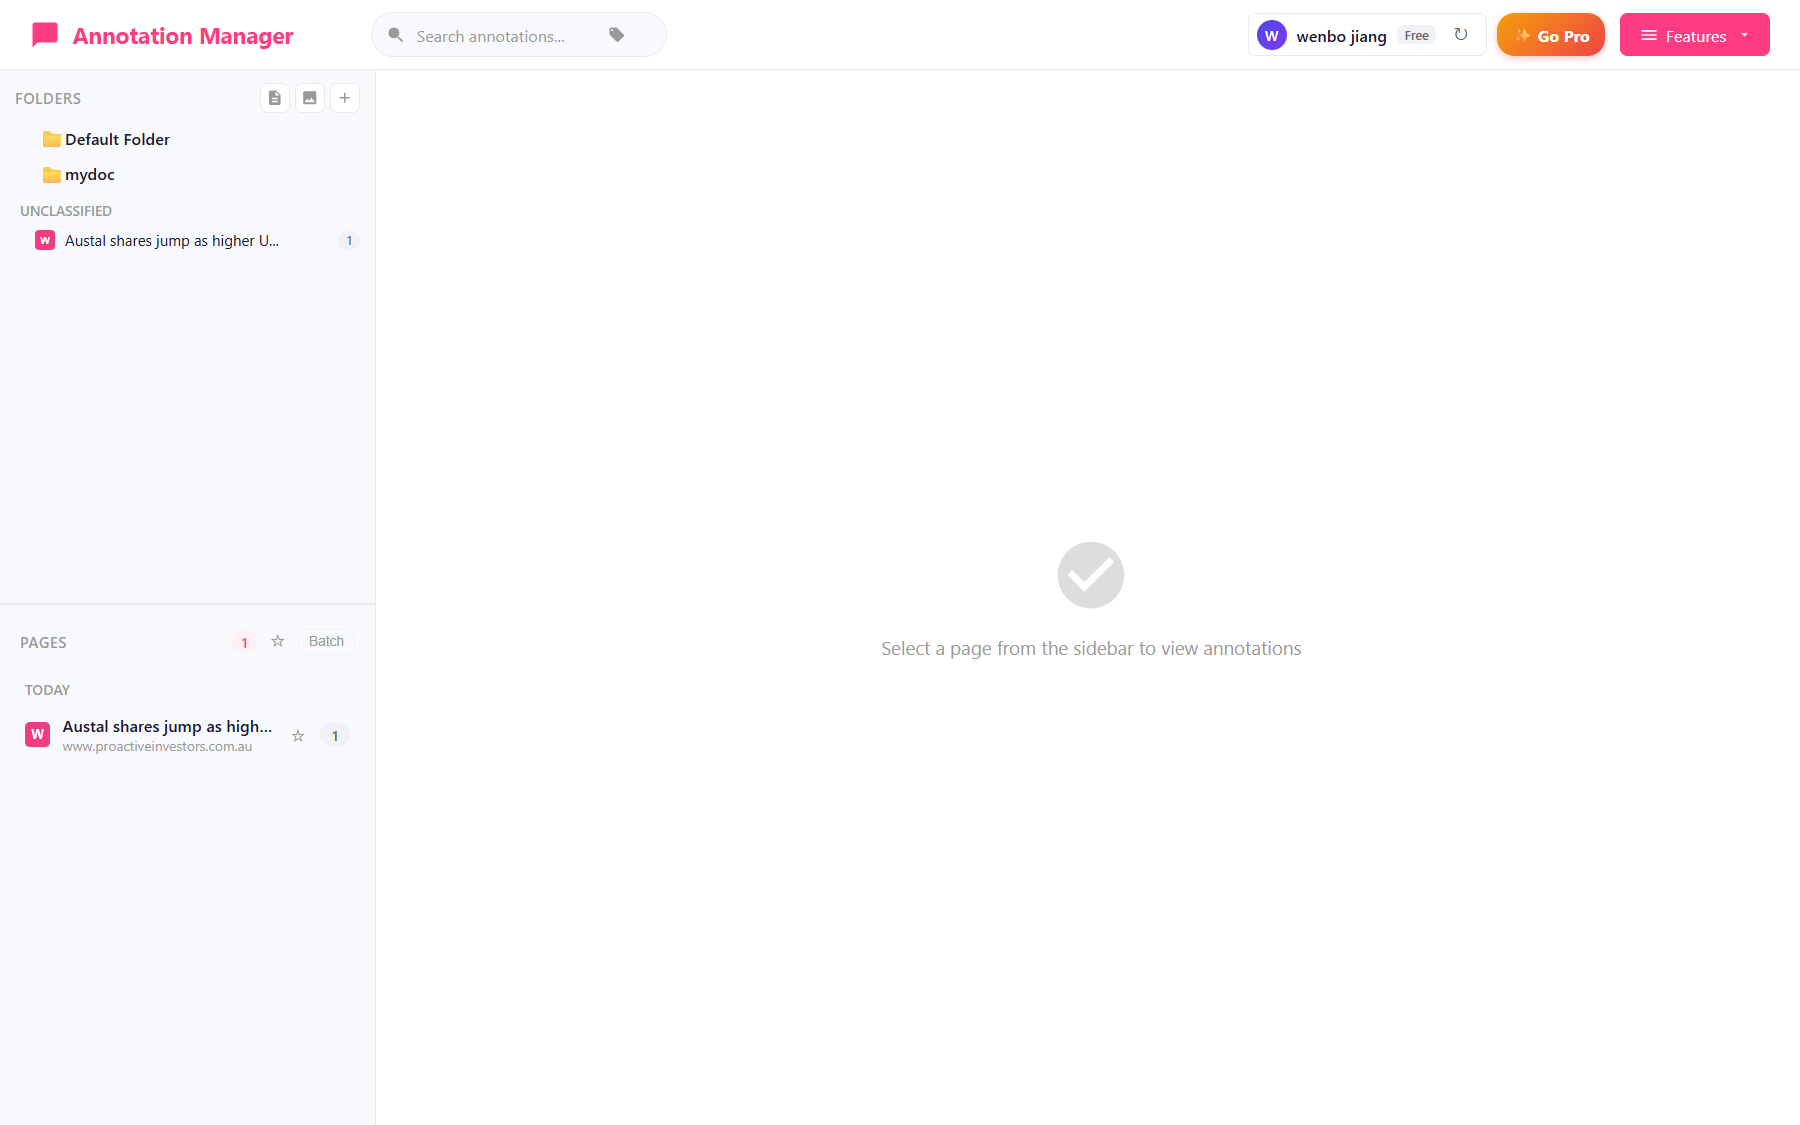 Annotation Manager
Search annotations...
W wenbo jiang Free
Go Pro
Features
FOLDERS
Default Folder
mydoc
UNCLASSIFIED
W Austal shares jump as higher U... 1
PAGES 1 Batch
TODAY
W Austal shares jump as high... 1
www.proactiveinvestors.com.au
Select a page from the sidebar to view annotations